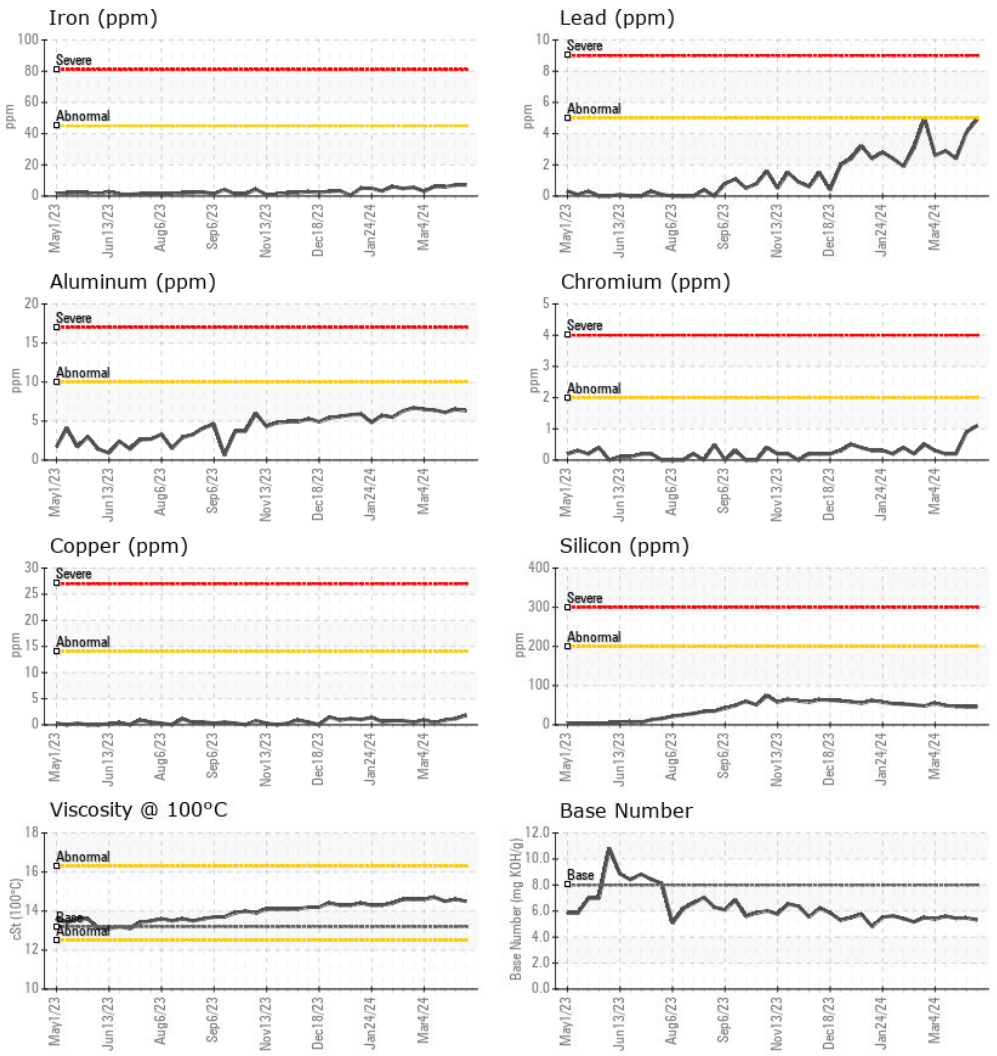 Iron (ppm)
100
80
60
40
20
0
ppm
Severe
Abnormal
May1/23
Jun13/23
Aug6/23
Sep6/23
Nov13/23
Dec18/23
Jan24/24
Mar4/24
Lead (ppm)
10
8
6
4
2
0
ppm
Severe
Abnormal
May1/23
Jun13/23
Aug6/23
Sep6/23
Nov13/23
Dec18/23
Jan24/24
Mar4/24
Aluminum (ppm)
20
15
10
5
0
ppm
Severe
Abnormal
May1/23
Jun13/23
Aug6/23
Sep6/23
Nov13/23
Dec18/23
Jan24/24
Mar4/24
Chromium (ppm)
5
4
3
2
1
0
ppm
Severe
Abnormal
May1/23
Jun13/23
Aug6/23
Sep6/23
Nov13/23
Dec18/23
Jan24/24
Mar4/24
Copper (ppm)
30
25
20
15
10
5
0
ppm
Severe
Abnormal
May1/23
Jun13/23
Aug6/23
Sep6/23
Nov13/23
Dec18/23
Jan24/24
Mar4/24
Silicon (ppm)
400
300
200
100
0
ppm
Severe
Abnormal
May1/23
Jun13/23
Aug6/23
Sep6/23
Nov13/23
Dec18/23
Jan24/24
Mar4/24
Viscosity @ 100°C
18
16
14
12
10
cSt (100°C)
Abnormal
Base
Abnormal
May1/23
Jun13/23
Aug6/23
Sep6/23
Nov13/23
Dec18/23
Jan24/24
Mar4/24
Base Number
12.0
10.0
8.0
6.0
4.0
2.0
0.0
Base Number (mg KOH/g)
Base
May1/23
Jun13/23
Aug6/23
Sep6/23
Nov13/23
Dec18/23
Jan24/24
Mar4/24